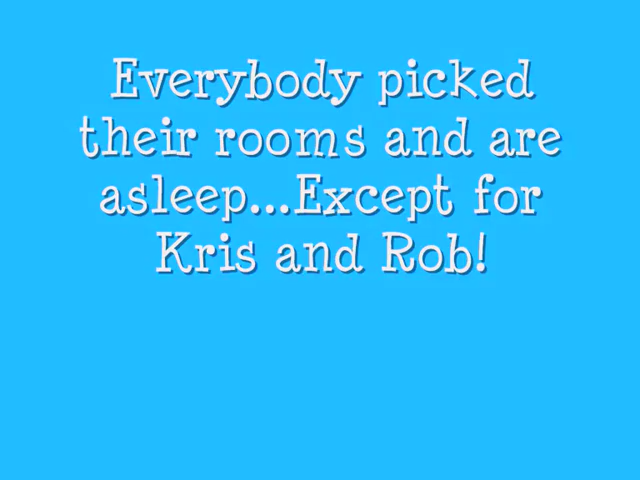 Everybody picked
their rooms and are
asleep...Except for
Kris and Rob!